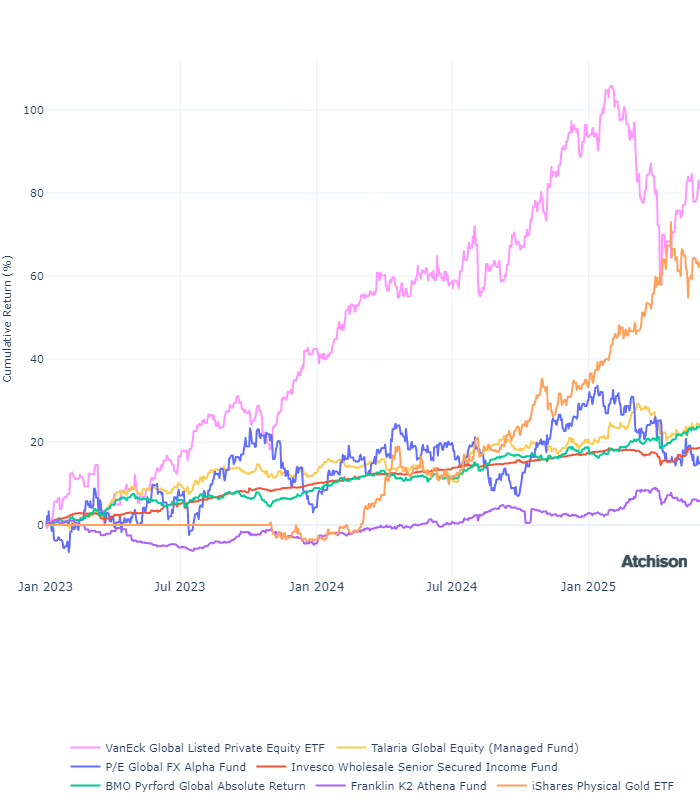 100
80
60
40
20
0
Cumulative Return (%)
Atchison
Jan 2023 Jul 2023 Jan 2024 Jul 2024 Jan 2025
VanEck Global Listed Private Equity ETF Talaria Global Equity (Managed Fund)
P/E Global FX Alpha Fund Invesco Wholesale Senior Secured Income Fund
BMO Pyrford Global Absolute Return Franklin K2 Athena Fund iShares Physical Gold ETF